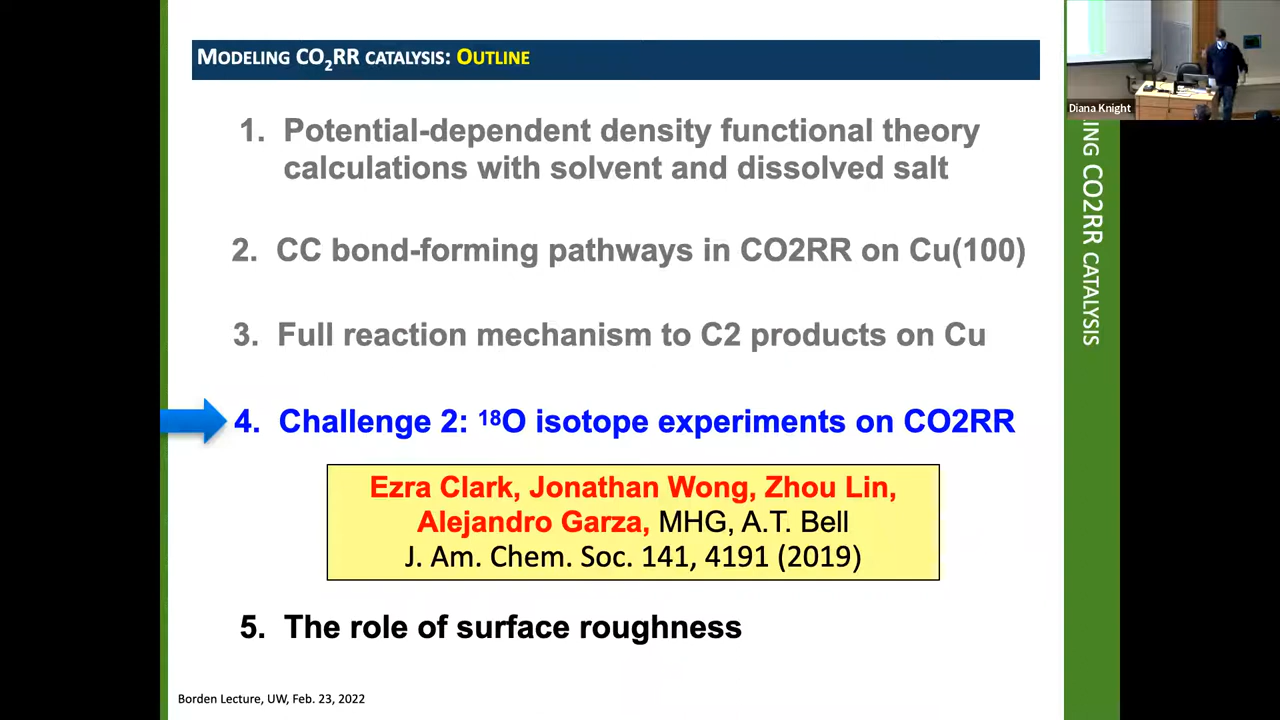 MODELING CO2RR CATALYSIS: OUTLINE
1. Potential-dependent density functional theory
calculations with solvent and dissolved salt
2. CC bond-forming pathways in CO2RR on Cu(100)
3. Full reaction mechanism to C2 products on Cu
4. Challenge 2: 18O isotope experiments on CO2RR
Ezra Clark, Jonathan Wong, Zhou Lin,
Alejandro Garza, MHG, A.T. Bell
J. Am. Chem. Soc. 141, 4191 (2019)
5. The role of surface roughness
Borden Lecture, UW, Feb. 23, 2022
Diana Knight
CO2RR CATALYSIS